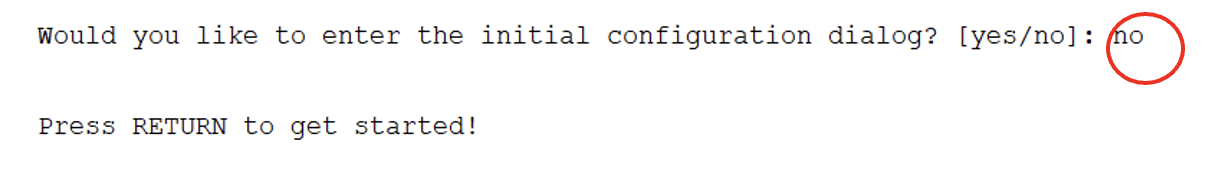 Would you like to enter the initial configuration dialog? [yes/no]: no
Press RETURN to get started!